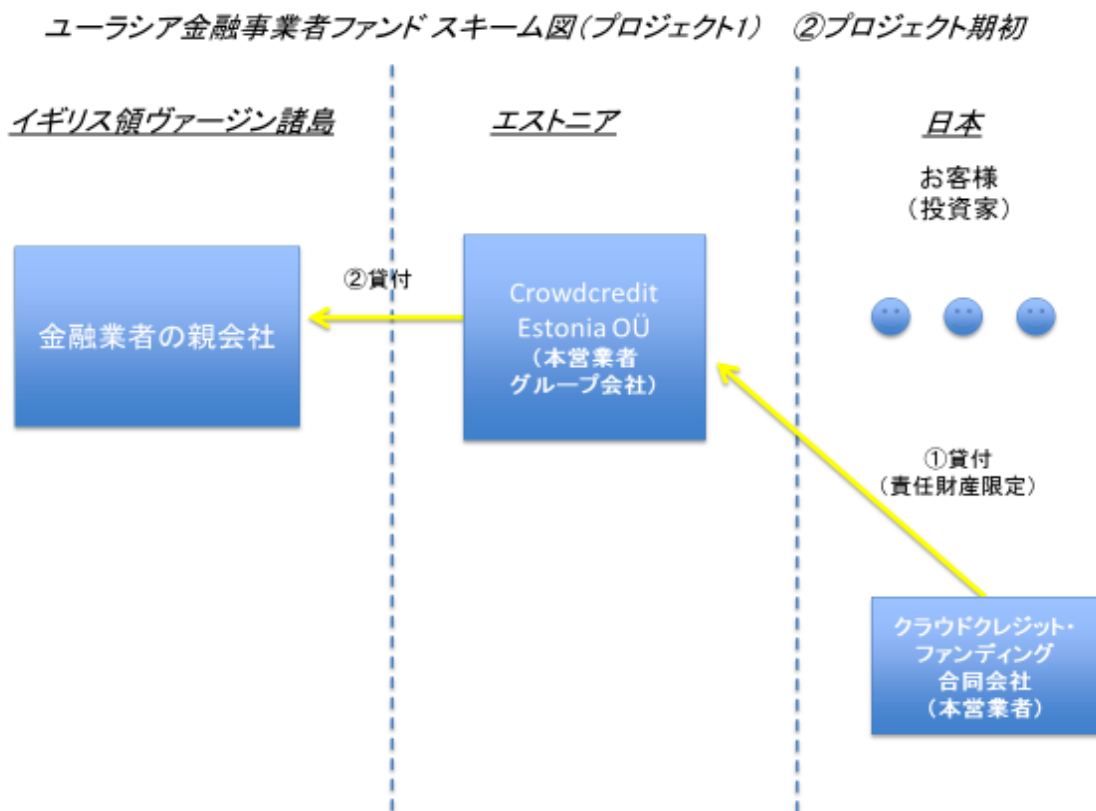 ユーラシア金融事業者ファンド スキーム図(プロジェクト1) ②プロジェクト期初
イギリス領ヴァージン諸島
エストニア
日本
お客様
（投資家）
金融業者の親会社
②貸付
Crowdcredit
Estonia OÜ
（本営業者
グループ会社）
①貸付
（責任財産限定）
クラウドクレジット・
ファンディング
合同会社
（本営業者）